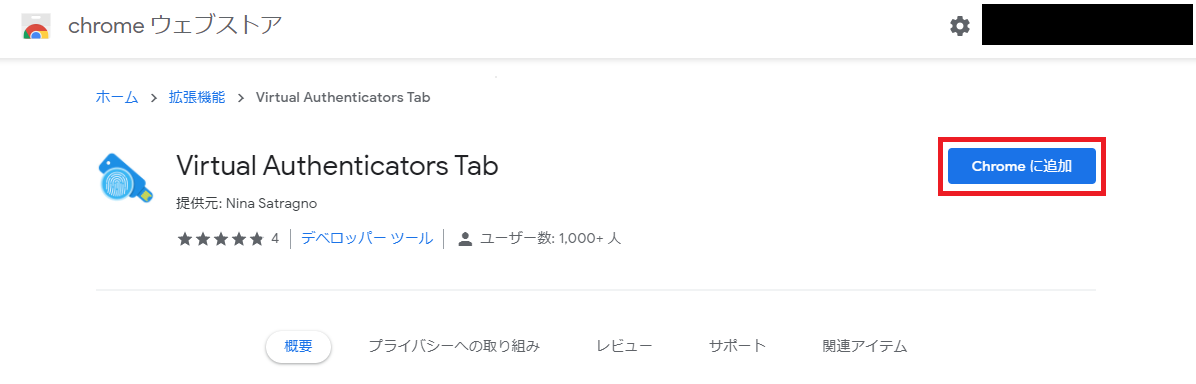 chrome ウェブストア
ホーム > 拡張機能 > Virtual Authenticators Tab
Virtual Authenticators Tab
Chrome に追加
提供元: Nina Satragno
4 デベロッパー ツール ユーザー数: 1,000+ 人
概要 プライバシーへの取り組み レビュー サポート 関連アイテム